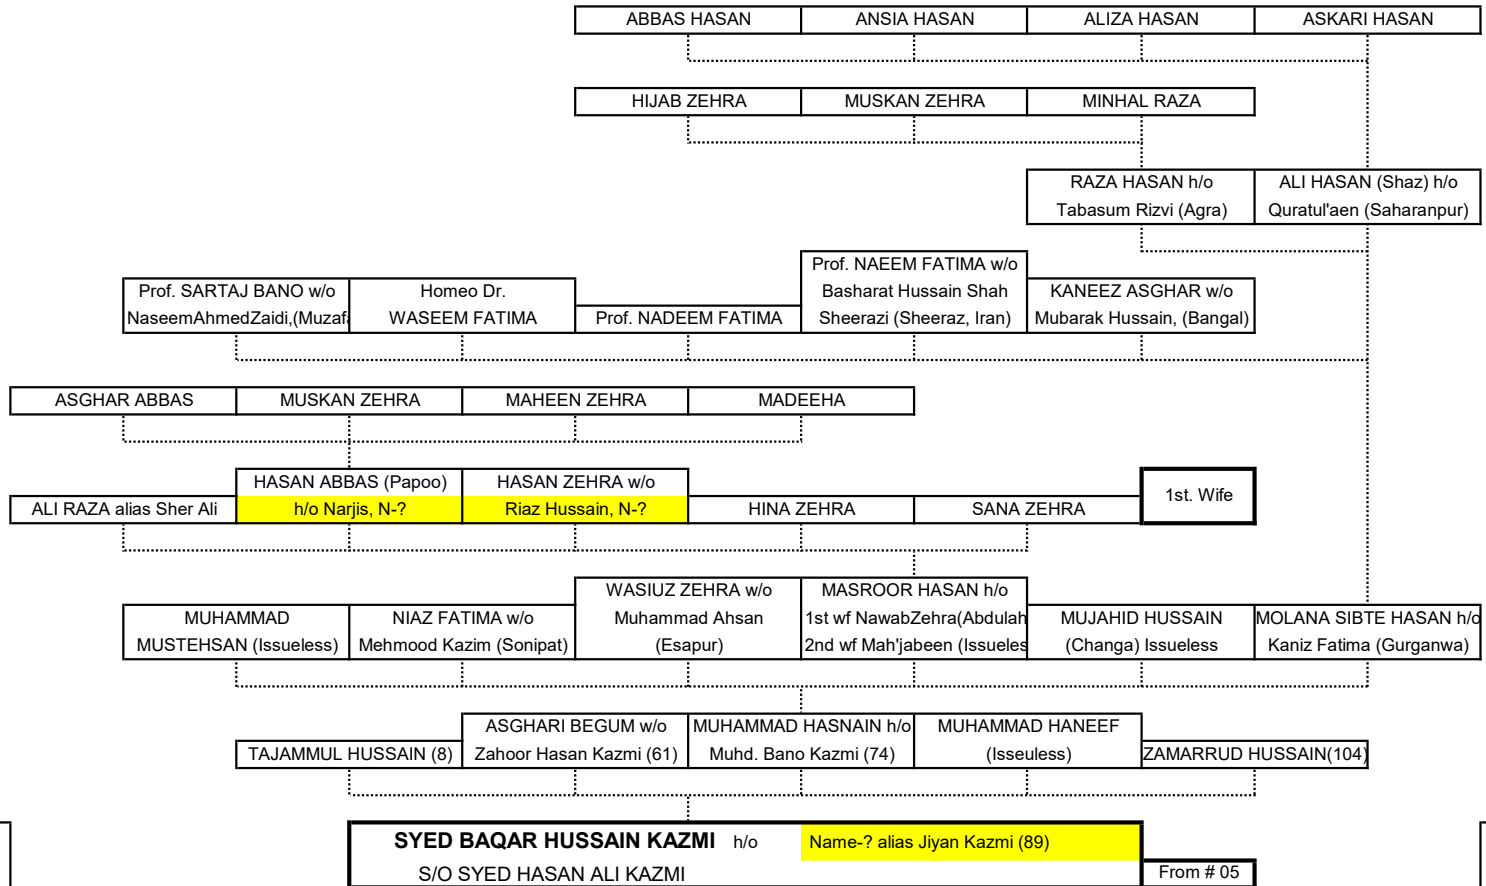 ABBAS HASAN ANSIA HASAN ALIZA HASAN ASKARI HASAN
HIJAB ZEHRA MUSKAN ZEHRA MINHAL RAZA
RAZA HASAN h/o
Tabasum Rizvi (Agra)
ALI HASAN (Shaz) h/o
Quratul'aen (Saharanpur)
Prof. SARTAJ BANO w/o
NaseemAhmedZaidi,(Muzafa
Homeo Dr.
WASEEM FATIMA
Prof. NADEEM FATIMA
Prof. NAEEM FATIMA w/o
Basharat Hussain Shah
Sheerazi (Sheeraz, Iran)
KANEEZ ASGHAR w/o
Mubarak Hussain, (Bangal)
ASGHAR ABBAS MUSKAN ZEHRA MAHEEN ZEHRA MADEEHA
ALI RAZA alias Sher Ali
HASAN ABBAS (Papoo)
h/o Narjis, N-?
HASAN ZEHRA w/o
Riaz Hussain, N-?
HINA ZEHRA
SANA ZEHRA
1st. Wife
MUHAMMAD
MUSTEHSAN (Issueless)
NIAZ FATIMA w/o
Mehmood Kazim (Sonipat)
WASIUZ ZEHRA w/o
Muhammad Ahsan
(Esapur)
MASROOR HASAN h/o
1st wf NawabZehra(Abdulah
2nd wf Mah'jabeen (Issueles
MUJAHID HUSSAIN
(Changa) Issueless
MOLANA SIBTE HASAN h/o
Kaniz Fatima (Gurganwa)
TAJAMMUL HUSSAIN (8)
ASGHARI BEGUM w/o
Zahoor Hasan Kazmi (61)
MUHAMMAD HASNAIN h/o
Muhd. Bano Kazmi (74)
MUHAMMAD HANEEF
(Isseuless)
ZAMARRUD HUSSAIN(104)
SYED BAQAR HUSSAIN KAZMI h/o Name-? alias Jiyan Kazmi (89)
S/O SYED HASAN ALI KAZMI
From # 05